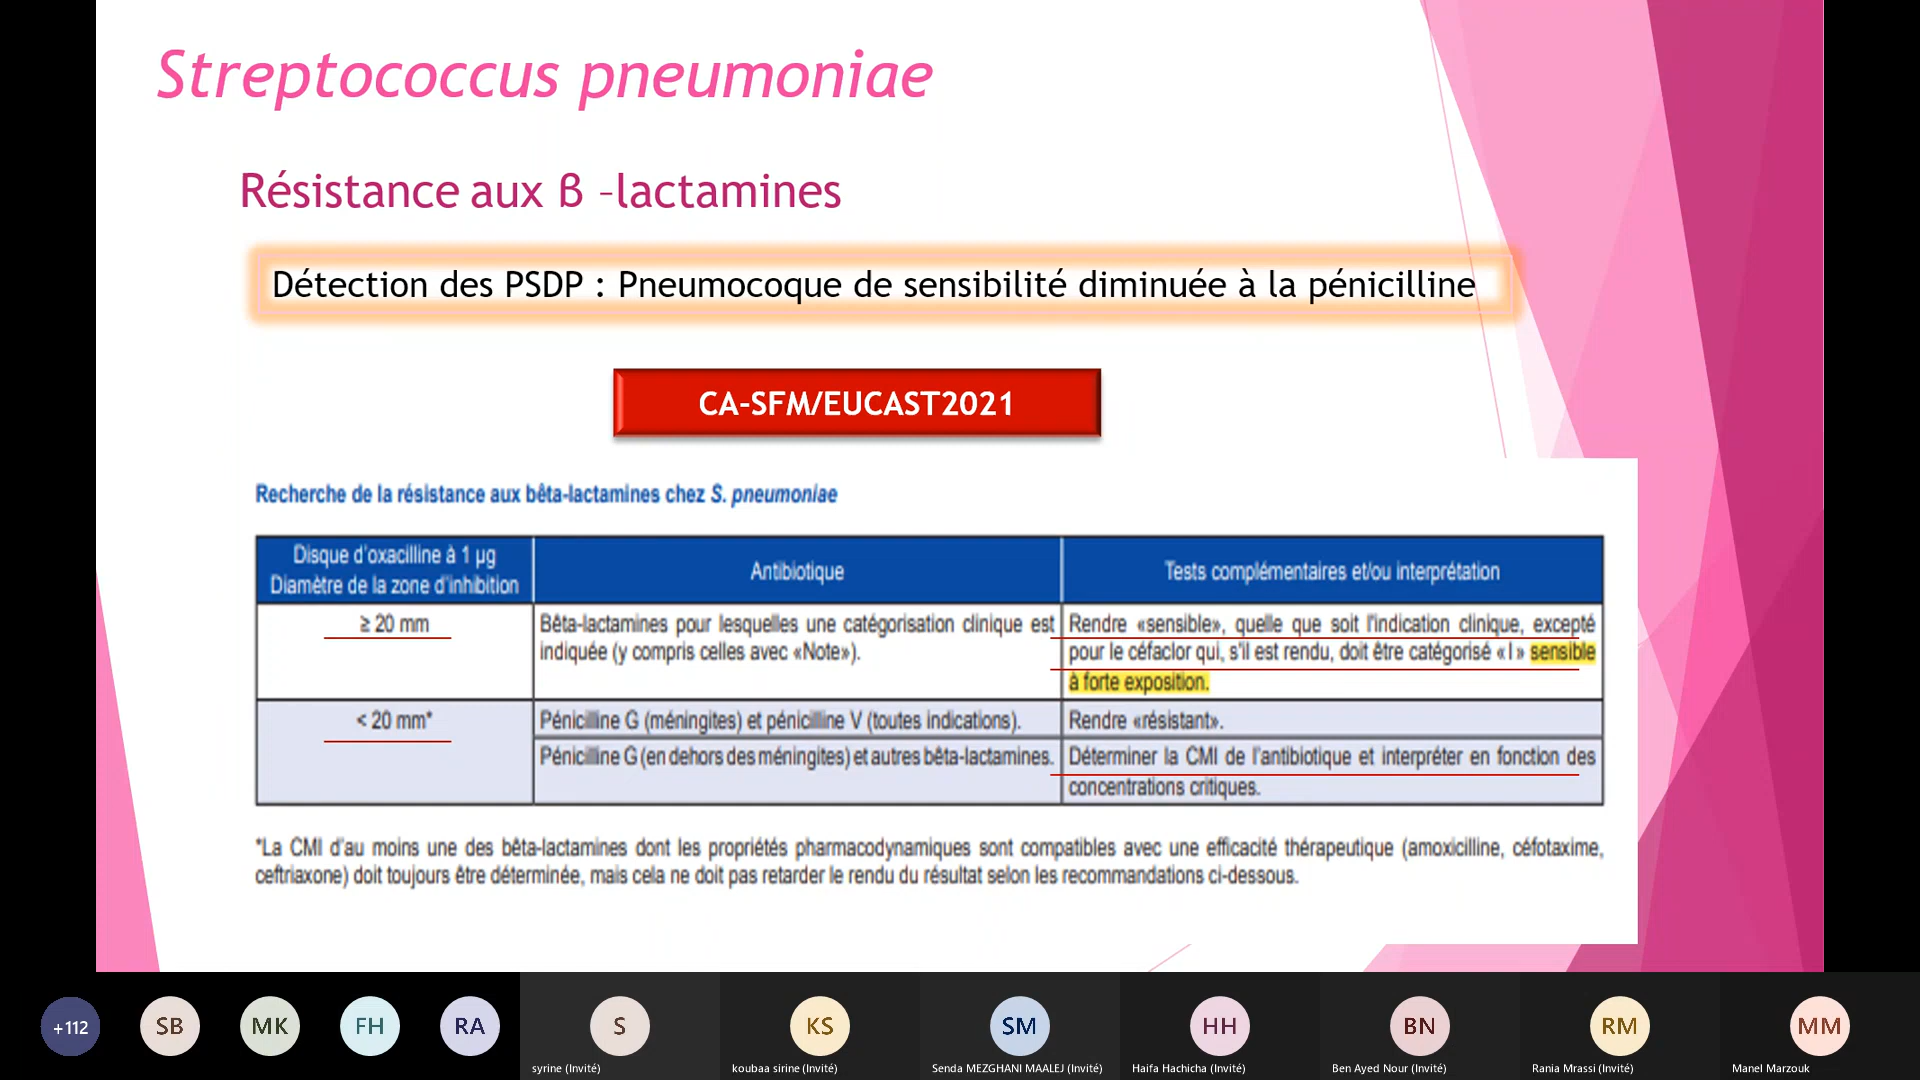 Streptococcus pneumoniae
Résistance aux β –lactamines
Détection des PSDP : Pneumocoque de sensibilité diminuée à la pénicilline
CA-SFM/EUCAST2021
Recherche de la résistance aux bêta-lactamines chez S. pneumoniae
Disque d'oxacilline à 1 µg
Diamètre de la zone d'inhibition
Antibiotique
Tests complémentaires et/ou interprétation
≥ 20 mm
Bêta-lactamines pour lesquelles une catégorisation clinique est
indiquée (y compris celles avec «Note»).
Rendre «sensible», quelle que soit l'indication clinique, excepté
pour le céfaclor qui, s'il est rendu, doit être catégorisé « I » sensible
à forte exposition.
< 20 mm*
Pénicilline G (méningites) et pénicilline V (toutes indications).
Rendre «résistant».
Pénicilline G (en dehors des méningites) et autres bêta-lactamines.
Déterminer la CMI de l'antibiotique et interpréter en fonction des
concentrations critiques.
*La CMI d'au moins une des bêta-lactamines dont les propriétés pharmacodynamiques sont compatibles avec une efficacité thérapeutique (amoxicilline, céfotaxime,
ceftriaxone) doit toujours être déterminée, mais cela ne doit pas retarder le rendu du résultat selon les recommandations ci-dessous.
+112
SB
MK
FH
RA
S
KS
SM
HH
BN
RM
MM
syrine (Invité)
koubaa sirine (Invité)
Senda MEZGHANI MAALEJ (Invité)
Haifa Hachicha (Invité)
Ben Ayed Nour (Invité)
Rania Mrassi (Invité)
Manel Marzouk